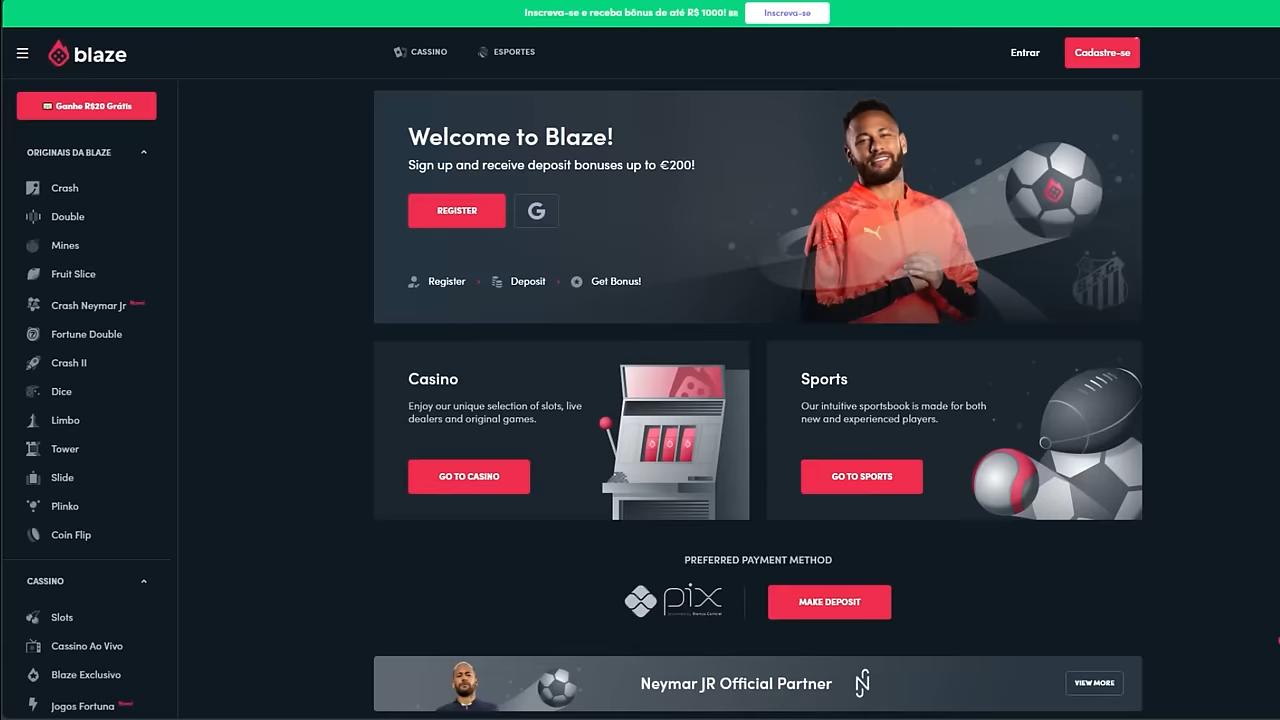 Inscreva-se e receba bônus de até R$ 1000! BR
Inscreva-se
blaze
CASSINO
ESPORTES
Entrar
Cadastre-se
Ganhe R$20 Grátis
ORIGINAIS DA BLAZE
Crash
Double
Mines
Fruit Slice
Crash Neymar Jr Novo!
Fortune Double
Crash II
Dice
Limbo
Tower
Slide
Plinko
Coin Flip
CASSINO
Slots
Cassino Ao Vivo
Blaze Exclusivo
Jogos Fortuna Novo!
Welcome to Blaze!
Sign up and receive deposit bonuses up to €200!
REGISTER
G
Register
Deposit
Get Bonus!
Casino
Enjoy our unique selection of slots, live
dealers and original games.
GO TO CASINO
Sports
Our intuitive sportsbook is made for both
new and experienced players.
GO TO SPORTS
PREFERRED PAYMENT METHOD
pix
MAKE DEPOSIT
Neymar JR Official Partner
VIEW MORE